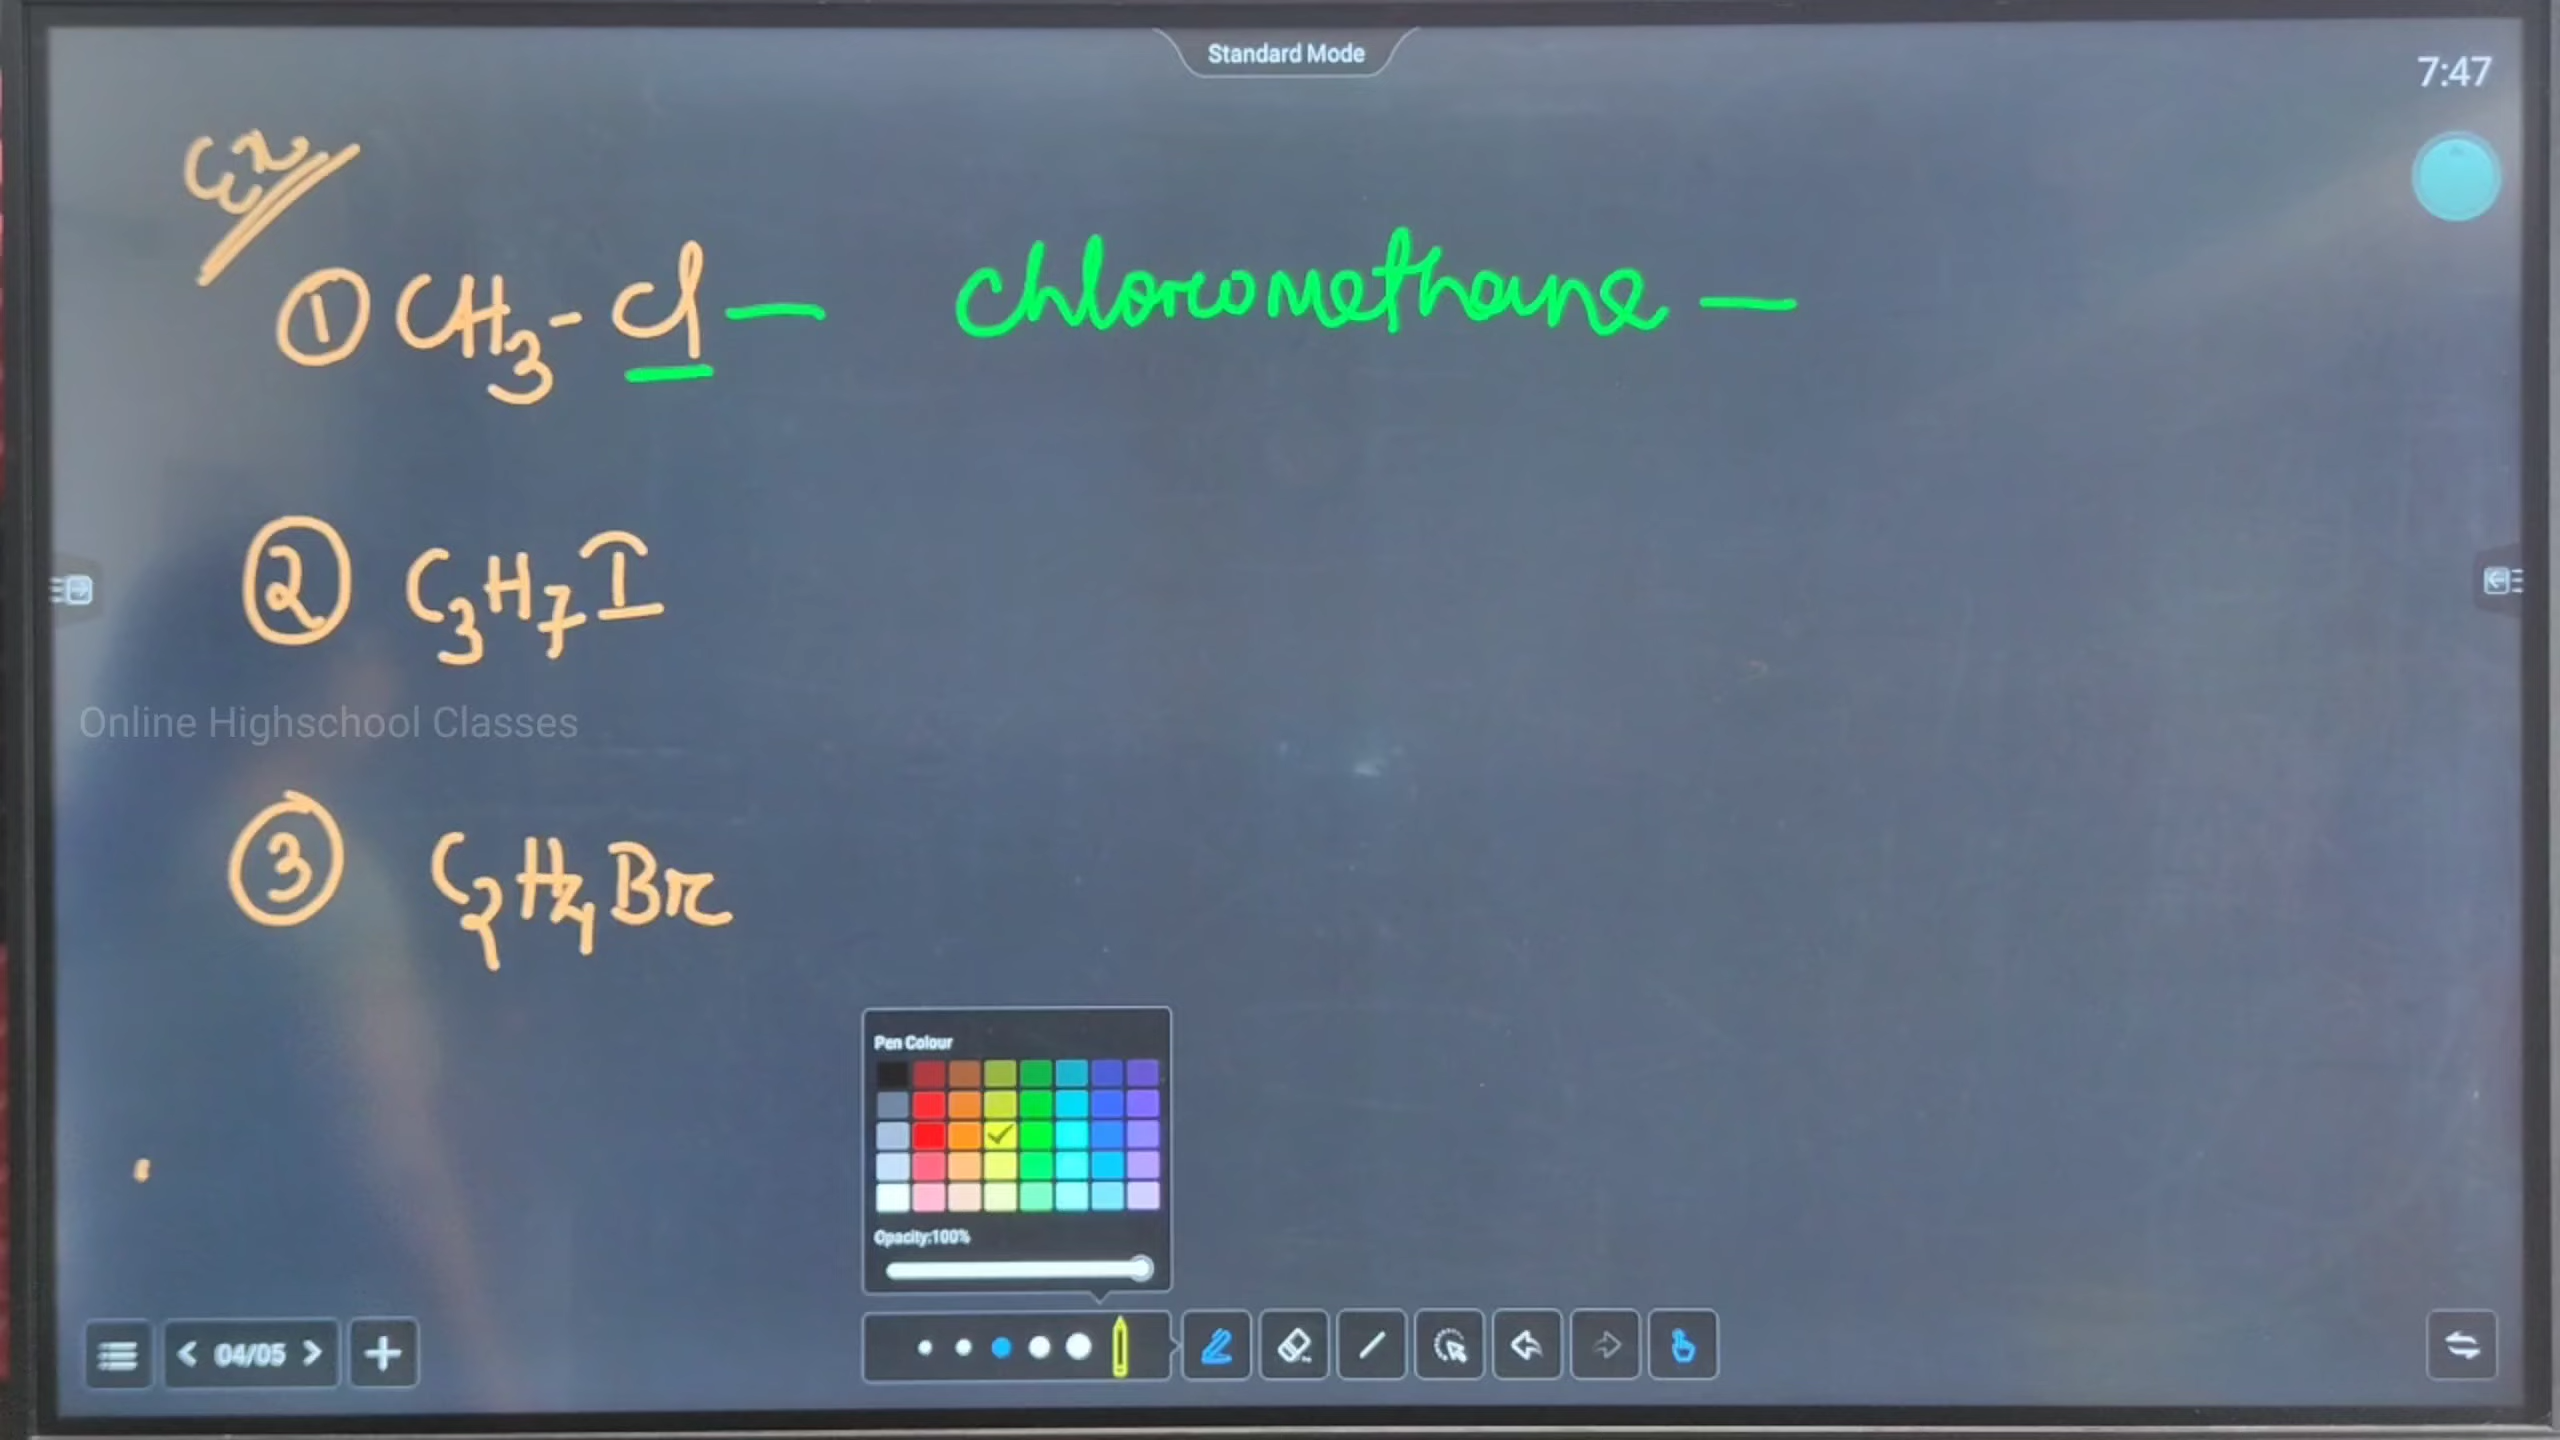 Standard Mode
7:47
Ex
① CH₃ - Cl — chloromethane —
② C₃H₇I
Online Highschool Classes
③ C₂H₄Br
Pen Colour
Opacity:100%
04/05